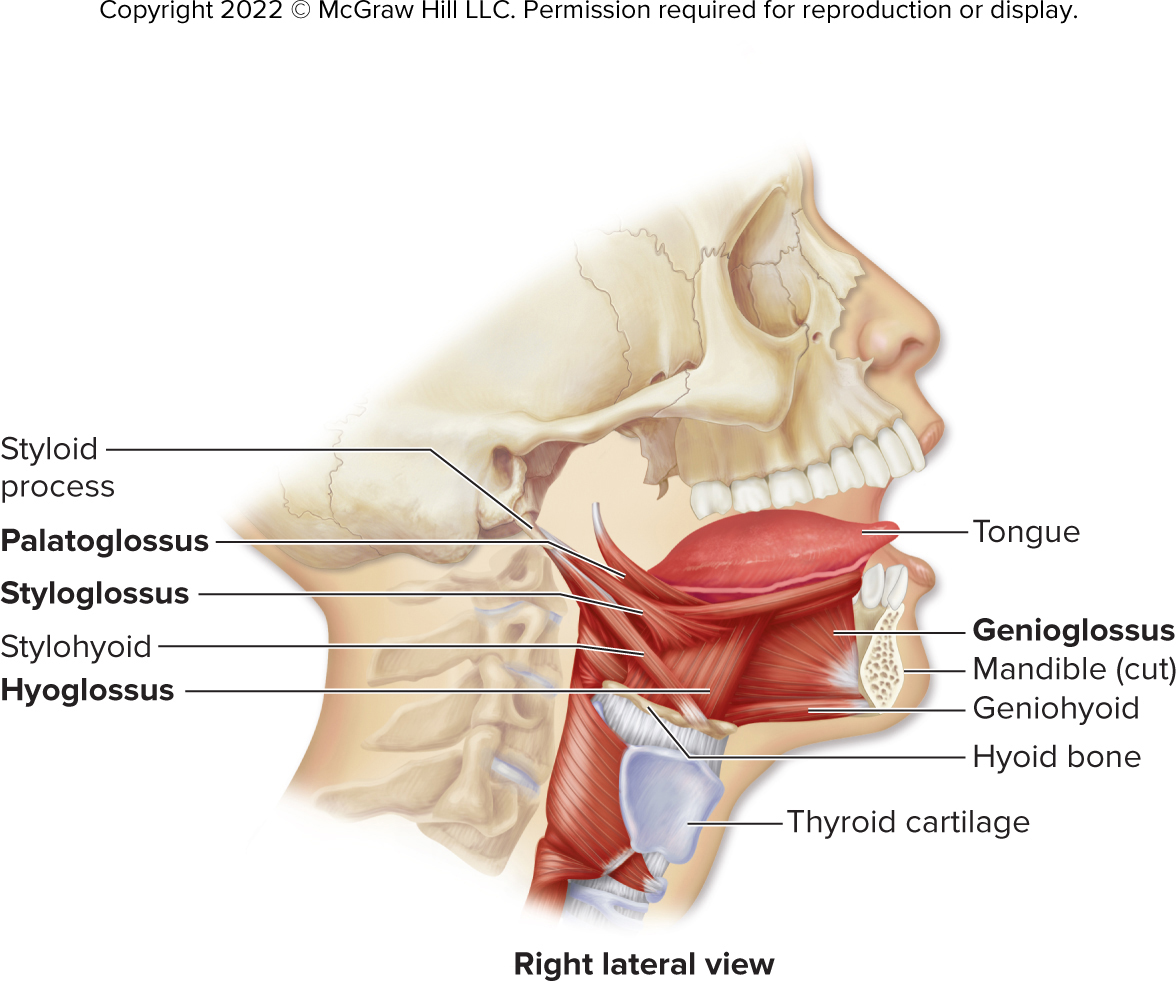 Copyright 2022 © McGraw Hill LLC. Permission required for reproduction or display.
Styloid
process
Palatoglossus
Styloglossus
Stylohyoid
Hyoglossus
Tongue
Genioglossus
Mandible (cut)
Geniohyoid
Hyoid bone
Thyroid cartilage
Right lateral view